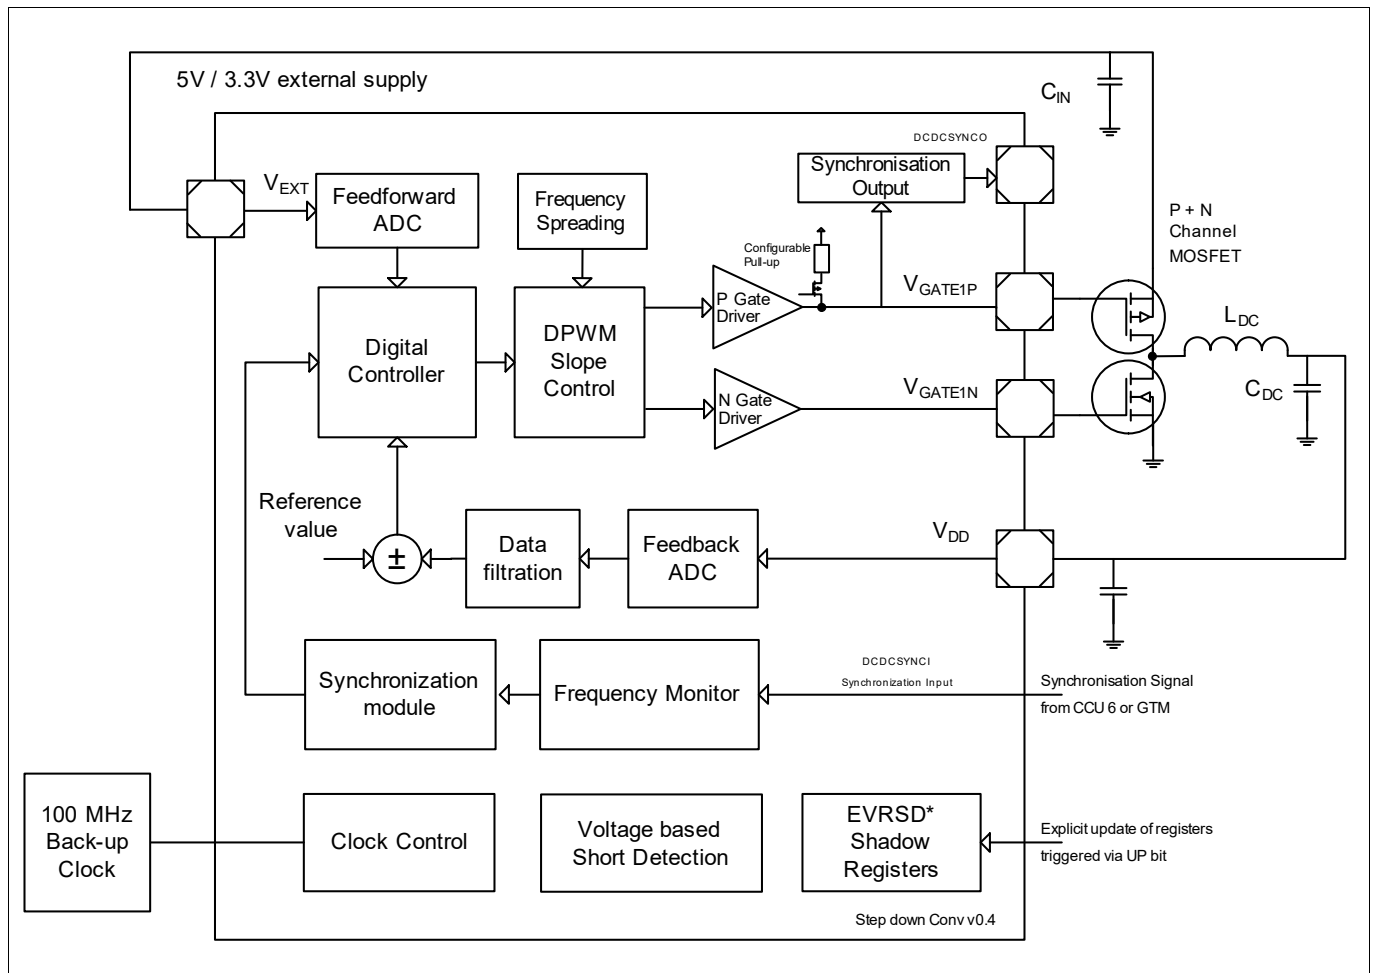 5V / 3.3V external supply
C_IN
DCDCSYNCO
Synchronisation
Output
V_EXT
Feedforward
ADC
Frequency
Spreading
P + N
Channel
MOSFET
Configurable
Pull-up
V_GATE1P
P Gate
Driver
L_DC
Digital
Controller
DPWM
Slope
Control
V_GATE1N
C_DC
N Gate
Driver
Reference
value
±
Data
filtration
Feedback
ADC
V_DD
DCDCSYNCI
Synchronization Input
Synchronization
module
Frequency Monitor
Synchronisation Signal
from CCU 6 or GTM
100 MHz
Back-up
Clock
Clock Control
Voltage based
Short Detection
EVRSD*
Shadow
Registers
Explicit update of registers
triggered via UP bit
Step down Conv v0.4